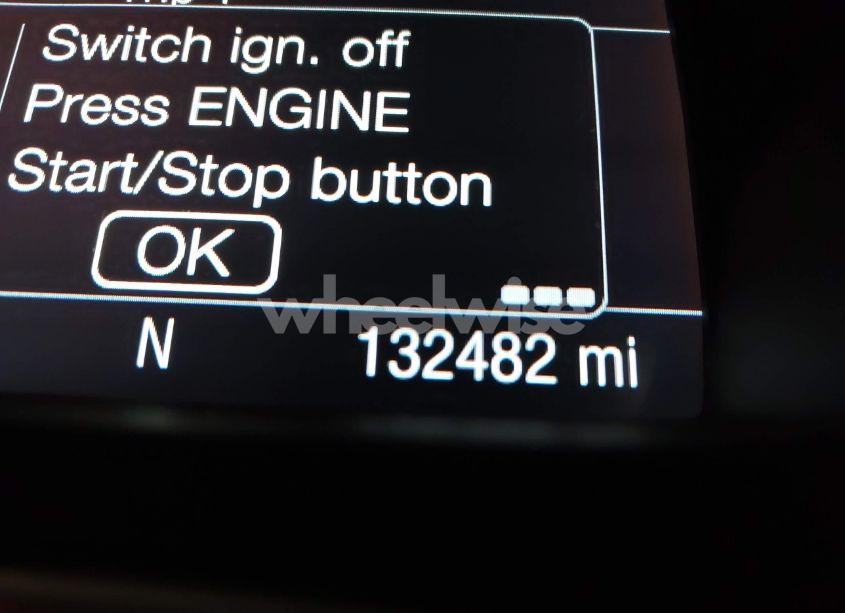 Switch ign. off
Press ENGINE
Start/Stop button
OK
N 132482 mi
wheelwise